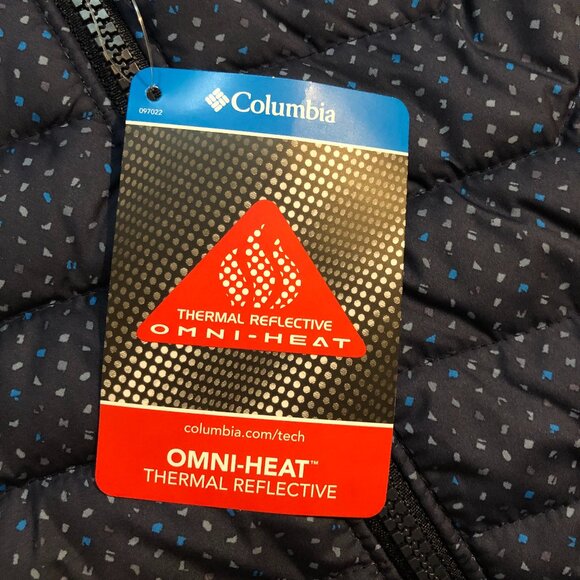 Columbia
097022
THERMAL REFLECTIVE
OMNI-HEAT
columbia.com/tech
OMNI-HEAT™
THERMAL REFLECTIVE